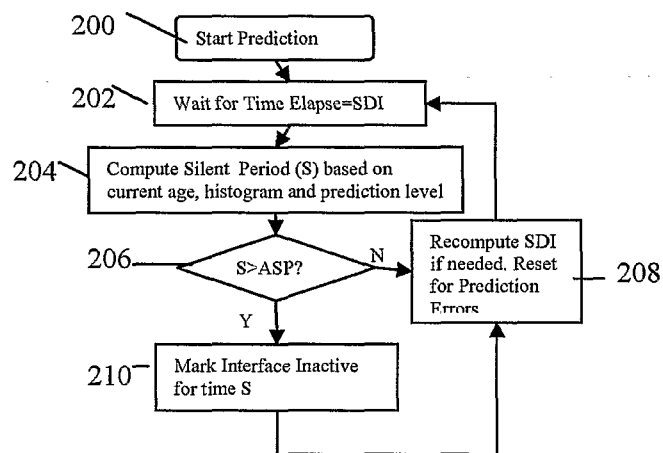 200
Start Prediction
202
Wait for Time Elapse=SDI
204
Compute Silent Period (S) based on
current age, histogram and prediction level
206
S>ASP?
N
Recompute SDI
if needed. Reset
for Prediction
Errors
208
Y
210
Mark Interface Inactive
for time S